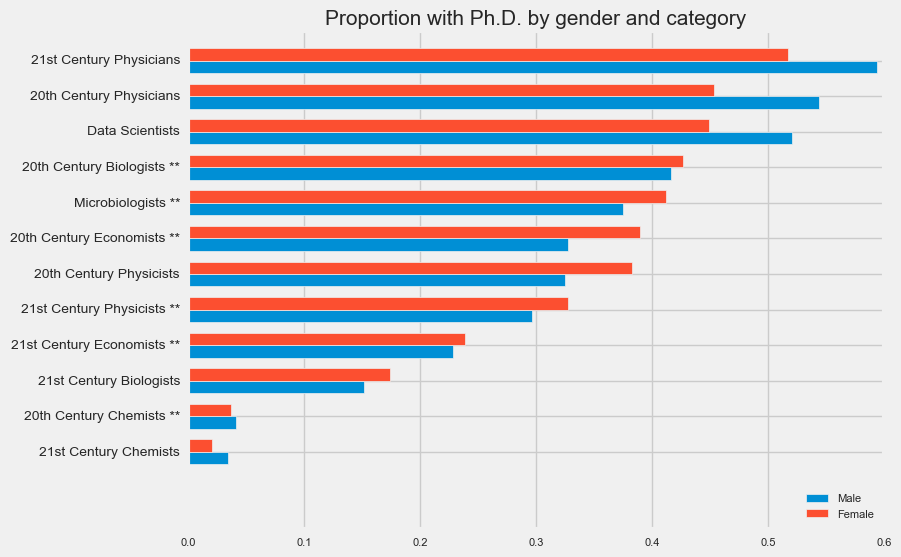 Proportion with Ph.D. by gender and category
21st Century Physicians
20th Century Physicians
Data Scientists
20th Century Biologists **
Microbiologists **
20th Century Economists **
20th Century Physicists
21st Century Physicists **
21st Century Economists **
21st Century Biologists
20th Century Chemists **
21st Century Chemists
Male
Female
0.0 0.1 0.2 0.3 0.4 0.5 0.6